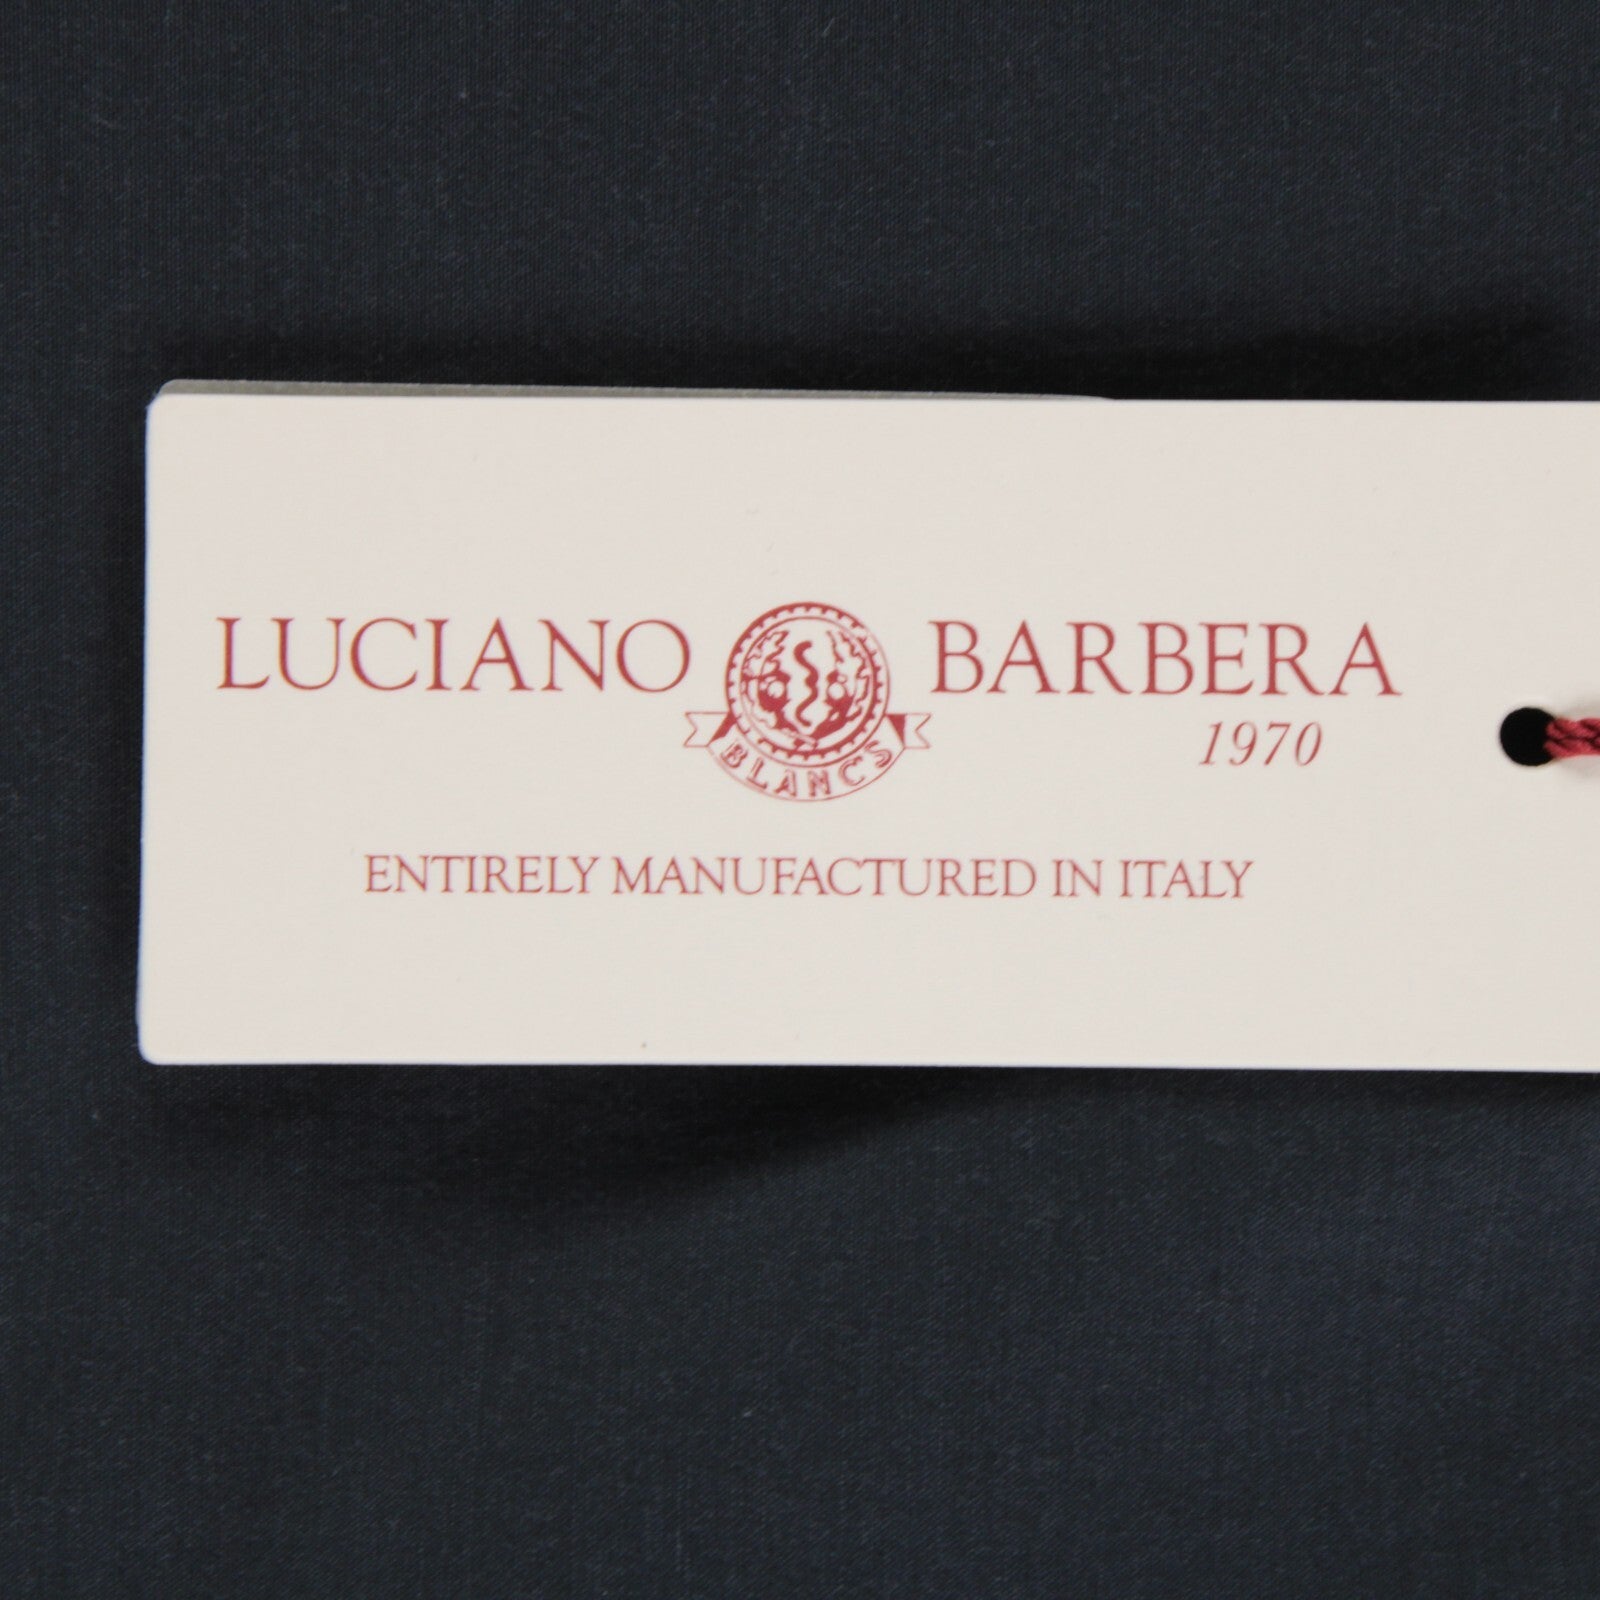 LUCIANO BARBERA
1970
BLANCS
ENTIRELY MANUFACTURED IN ITALY